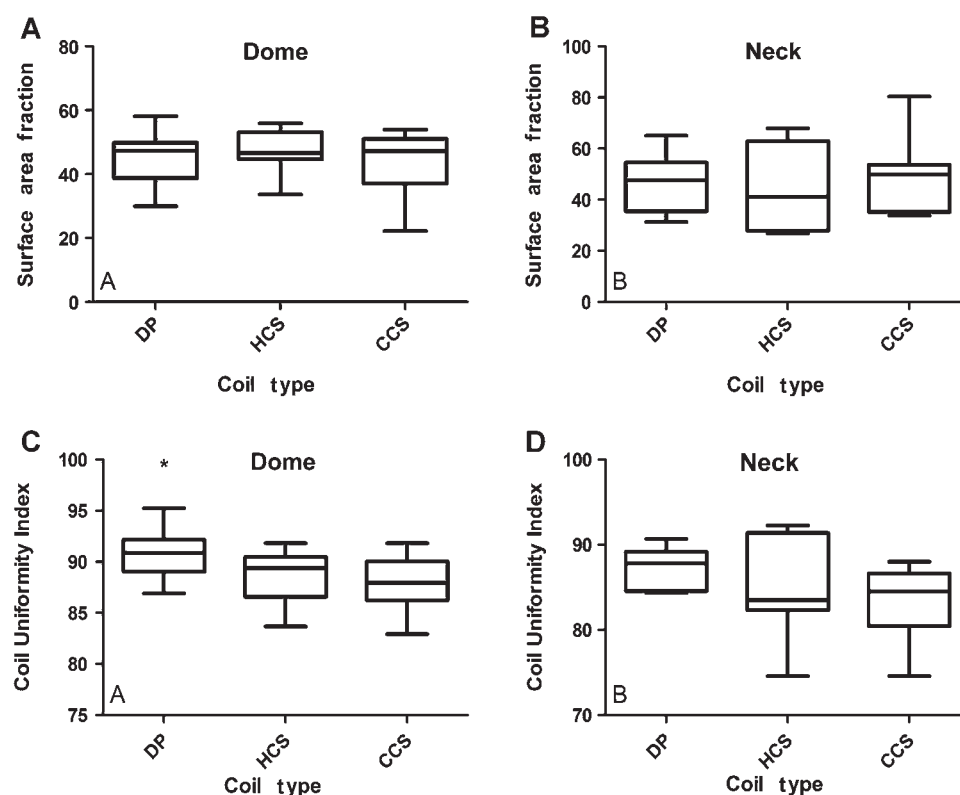 A
Dome
Surface area fraction
80
60
40
20
0
A
DP
HCS
CCS
Coil type
B
Neck
Surface area fraction
100
80
60
40
20
0
B
DP
HCS
CCS
Coil type
C
Dome
Coil Uniformity Index
100
95
90
85
80
75
*
A
DP
HCS
CCS
Coil type
D
Neck
Coil Uniformity Index
100
90
80
70
B
DP
HCS
CCS
Coil type